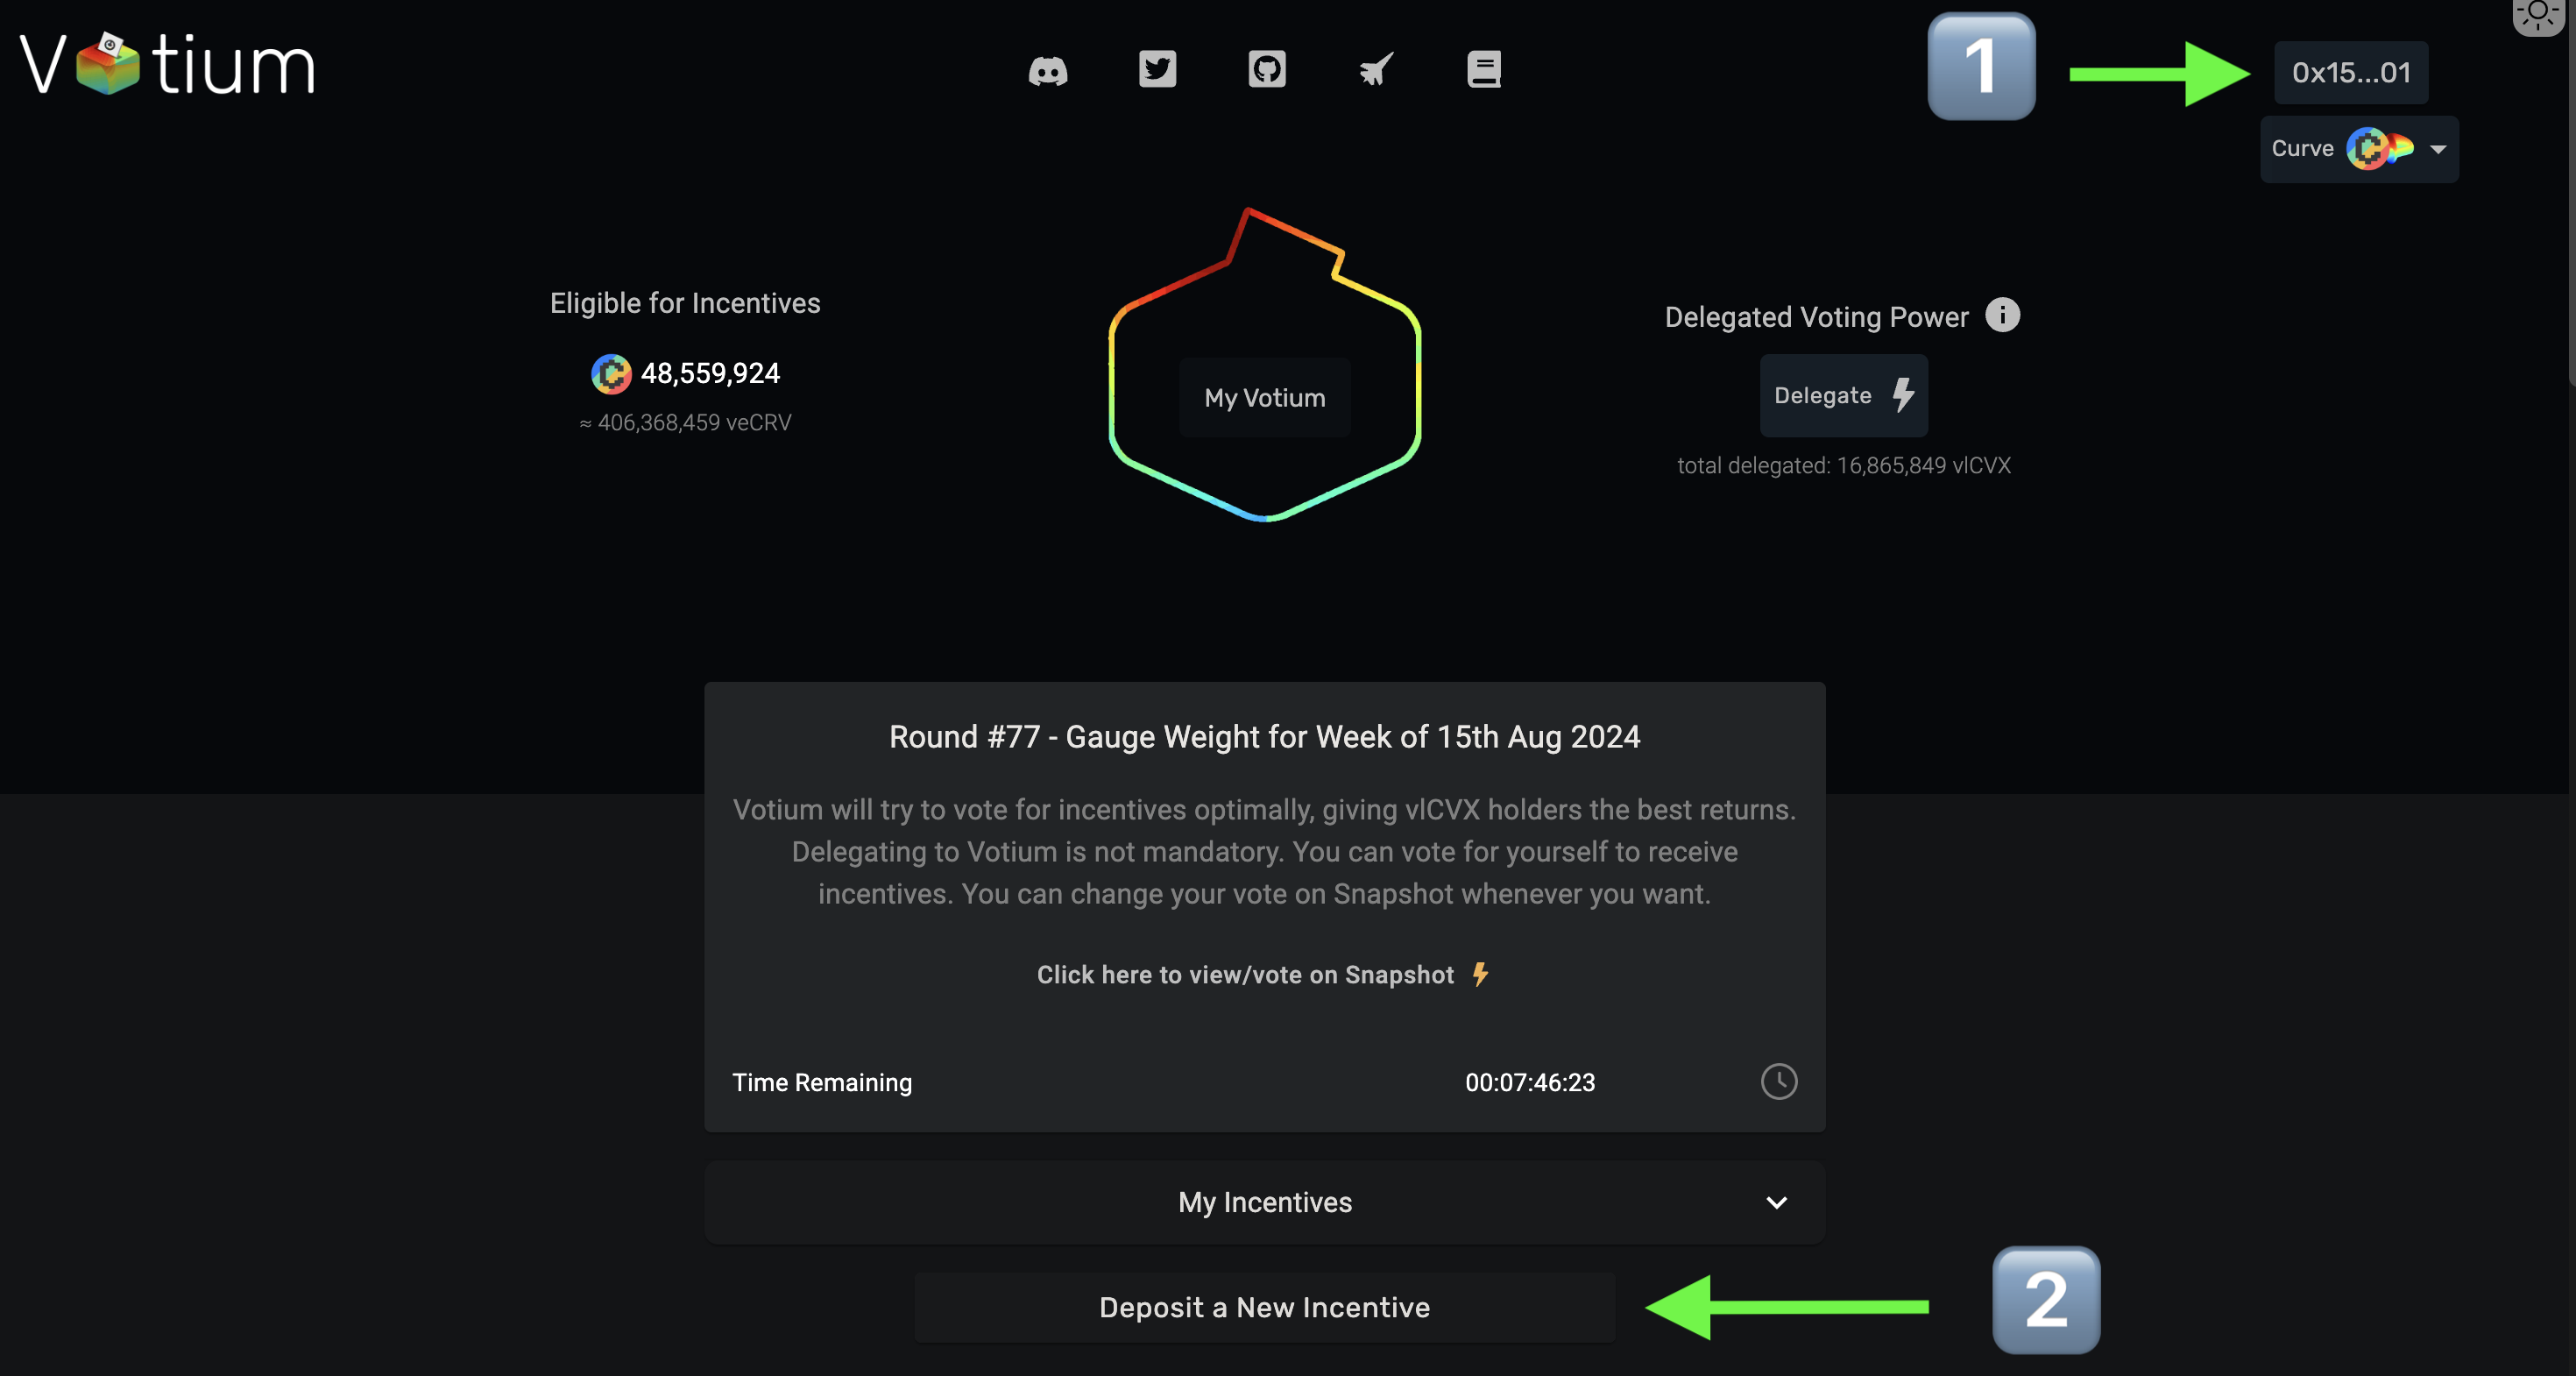 Votium
1
0x15...01
Curve
Eligible for Incentives
48,559,924
≈ 406,368,459 veCRV
My Votium
Delegated Voting Power
Delegate
total delegated: 16,865,849 vlCVX
Round #77 - Gauge Weight for Week of 15th Aug 2024
Votium will try to vote for incentives optimally, giving vlCVX holders the best returns.
Delegating to Votium is not mandatory. You can vote for yourself to receive
incentives. You can change your vote on Snapshot whenever you want.
Click here to view/vote on Snapshot
Time Remaining 00:07:46:23
My Incentives
Deposit a New Incentive
2